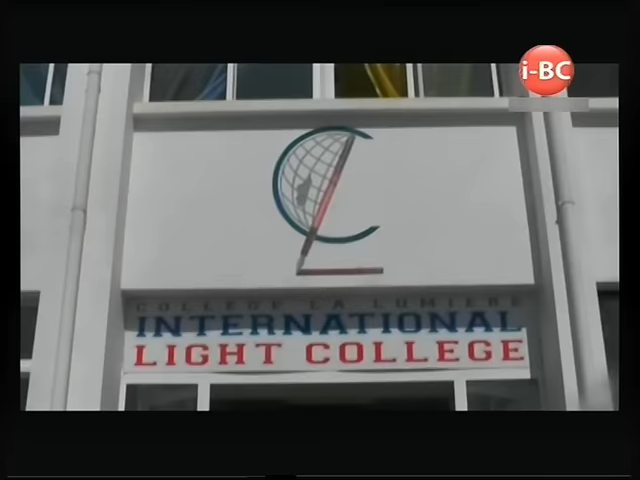 i-BC
COLLEGE LA LUMIERE
INTERNATIONAL
LIGHT COLLEGE